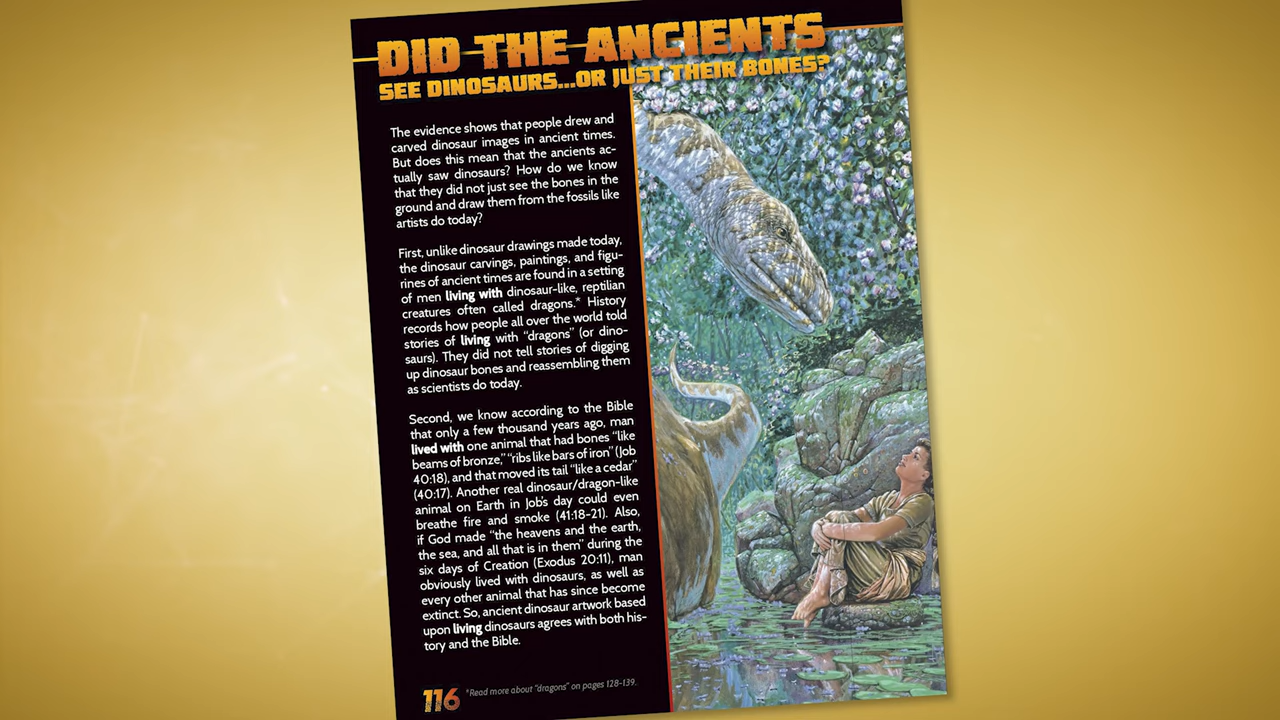 DID THE ANCIENTS
SEE DINOSAURS...OR JUST THEIR BONES?
The evidence shows that people drew and
carved dinosaur images in ancient times.
But does this mean that the ancients ac-
tually saw dinosaurs? How do we know
that they did not just see the bones in the
ground and draw them from the fossils like
artists do today?
First, unlike dinosaur drawings made today,
the dinosaur carvings, paintings, and figu-
rines of ancient times are found in a setting
of men living with dinosaur-like, reptilian
creatures often called dragons.* History
records how people all over the world told
stories of living with “dragons” (or dino-
saurs). They did not tell stories of digging
up dinosaur bones and reassembling them
as scientists do today.
Second, we know according to the Bible
that only a few thousand years ago, man
lived with one animal that had bones “like
beams of bronze,” “ribs like bars of iron” (Job
40:18), and that moved its tail “like a cedar”
(40:17). Another real dinosaur/dragon-like
animal on Earth in Job’s day could even
breathe fire and smoke (41:18-21). Also,
if God made “the heavens and the earth,
the sea, and all that is in them” during the
six days of Creation (Exodus 20:11), man
obviously lived with dinosaurs, as well as
every other animal that has since become
extinct. So, ancient dinosaur artwork based
upon living dinosaurs agrees with both his-
tory and the Bible.
116 *Read more about “dragons” on pages 128-139.